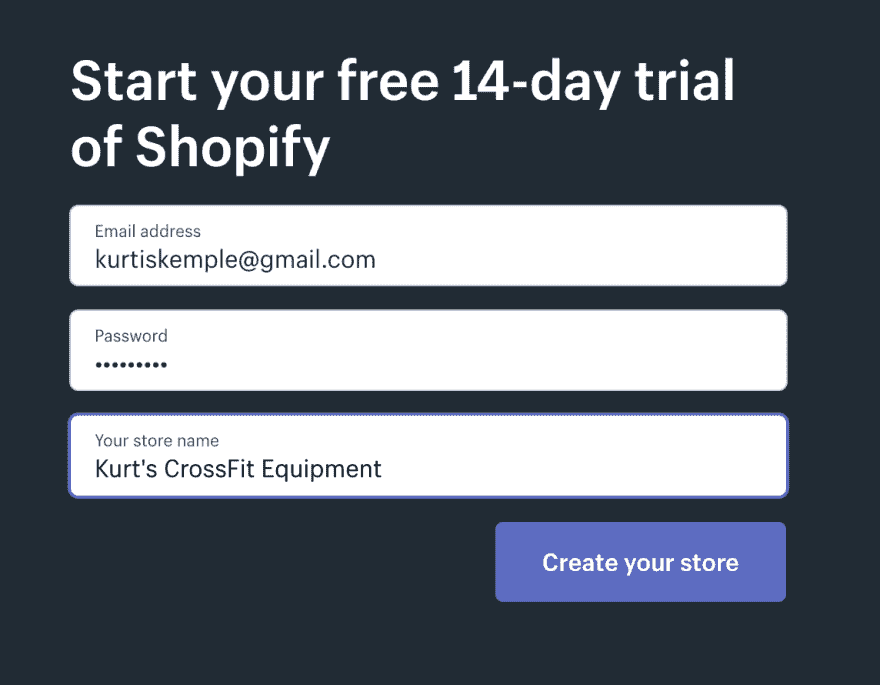 Start your free 14-day trial
of Shopify
Email address
kurtiskemple@gmail.com
Password
•••••••••
Your store name
Kurt's CrossFit Equipment
Create your store